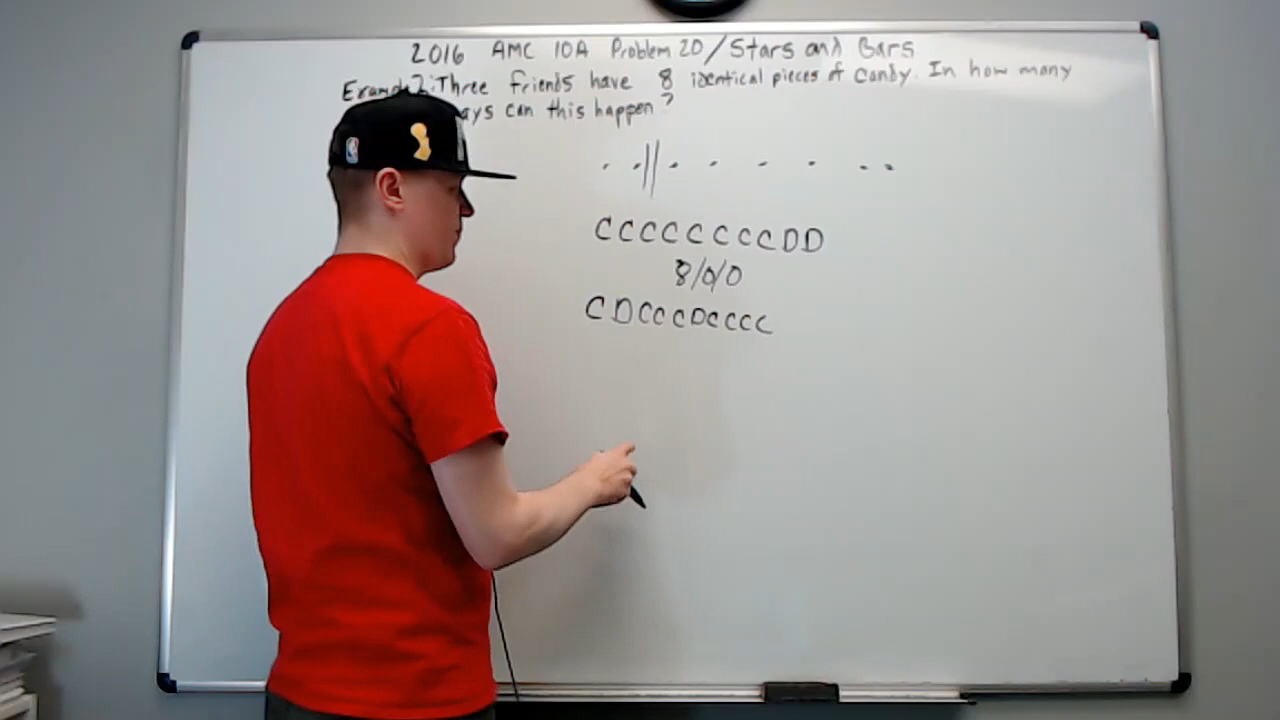 2016 AMC 10A Problem 20/Stars and Bars
Three friends have 8 identical pieces of candy. In how many
can this happen?
CCCCCCCCDD
8/0/0
CDCCCDCCCC